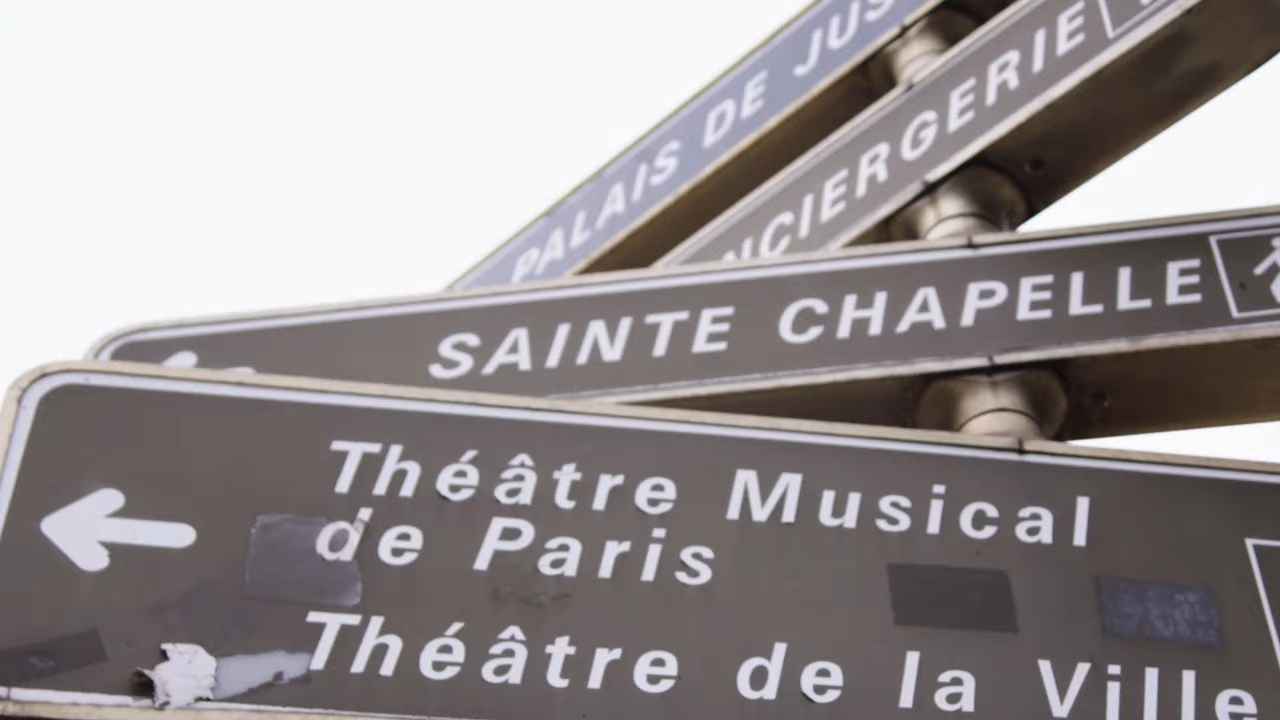 PALAIS DE JUS
NCIERGERIE
SAINTE CHAPELLE
Théâtre Musical
de Paris
Théâtre de la Ville